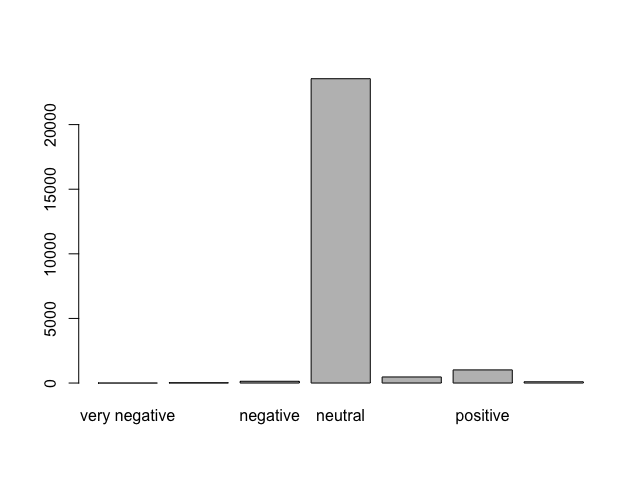 20000
15000
10000
5000
0
very negative
negative
neutral
positive